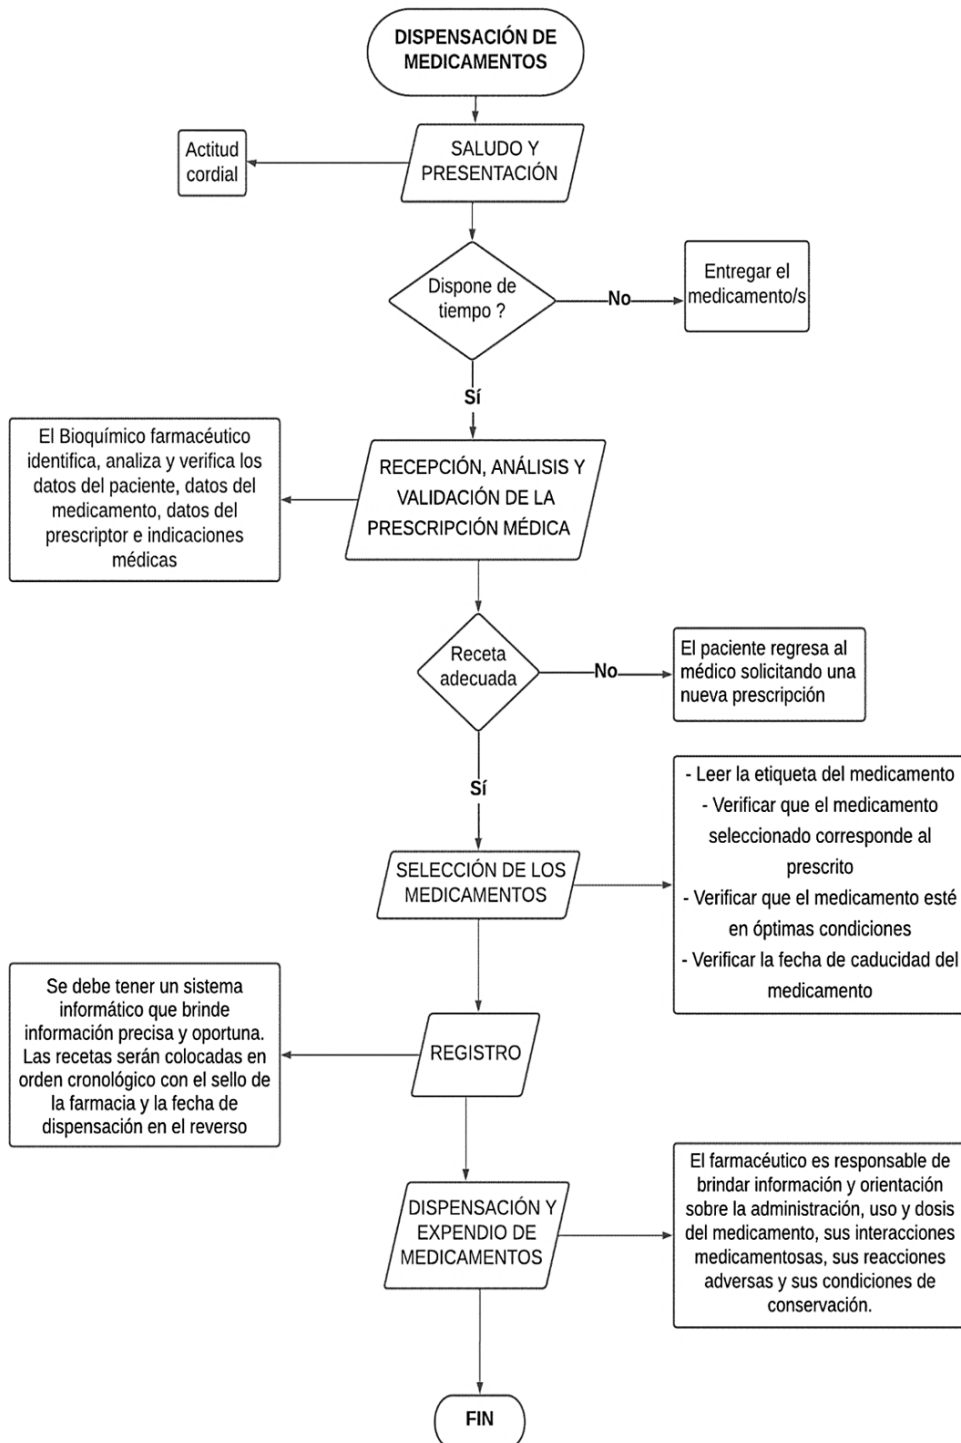 DISPENSACIÓN DE
MEDICAMENTOS
SALUDO Y
PRESENTACIÓN
Actitud
cordial
Dispone de
tiempo ?
No
Entregar el
medicamento/s
Sí
RECEPCIÓN, ANÁLISIS Y
VALIDACIÓN DE LA
PRESCRIPCIÓN MÉDICA
El Bioquímico farmacéutico
identifica, analiza y verifica los
datos del paciente, datos del
medicamento, datos del
prescriptor e indicaciones
médicas
Receta
adecuada
No
El paciente regresa al
médico solicitando una
nueva prescripción
Sí
SELECCIÓN DE LOS
MEDICAMENTOS
- Leer la etiqueta del medicamento
- Verificar que el medicamento
seleccionado corresponde al
prescrito
- Verificar que el medicamento esté
en óptimas condiciones
- Verificar la fecha de caducidad del
medicamento
REGISTRO
Se debe tener un sistema
informático que brinde
información precisa y oportuna.
Las recetas serán colocadas en
orden cronológico con el sello de
la farmacia y la fecha de
dispensación en el reverso
DISPENSACIÓN Y
EXPENDIO DE
MEDICAMENTOS
El farmacéutico es responsable de
brindar información y orientación
sobre la administración, uso y dosis
del medicamento, sus interacciones
medicamentosas, sus reacciones
adversas y sus condiciones de
conservación.
FIN